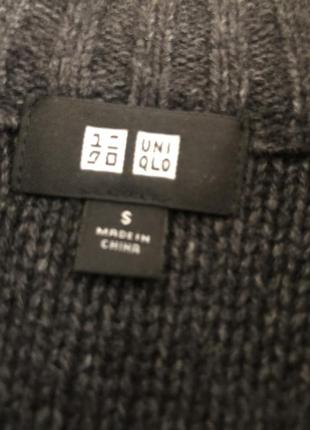 ユニ UNI
クロ QLO
S
MADE IN
CHINA